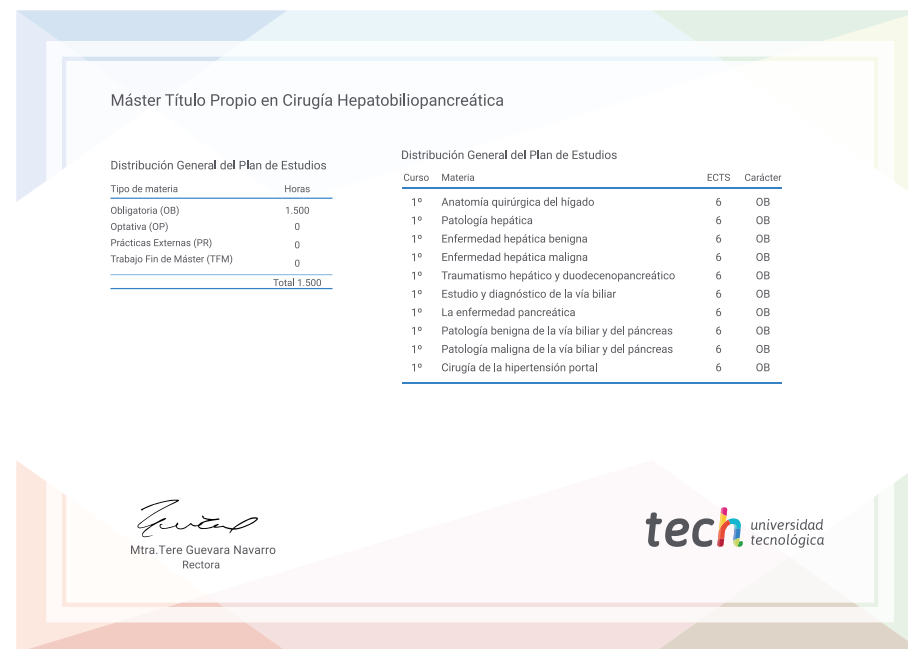 Máster Título Propio en Cirugía Hepatobiliopancreática
Distribución General del Plan de Estudios
Tipo de materia Horas
Obligatoria (OB) 1.500
Optativa (OP) 0
Prácticas Externas (PR) 0
Trabajo Fin de Máster (TFM) 0
Total 1.500
Distribución General del Plan de Estudios
Curso Materia ECTS Carácter
1º Anatomía quirúrgica del hígado 6 OB
1º Patología hepática 6 OB
1º Enfermedad hepática benigna 6 OB
1º Enfermedad hepática maligna 6 OB
1º Traumatismo hepático y duodecenopancreático 6 OB
1º Estudio y diagnóstico de la vía biliar 6 OB
1º La enfermedad pancreática 6 OB
1º Patología benigna de la vía biliar y del páncreas 6 OB
1º Patología maligna de la vía biliar y del páncreas 6 OB
1º Cirugía de la hipertensión portal 6 OB
Mtra.Tere Guevara Navarro
Rectora
tech universidad
tecnológica